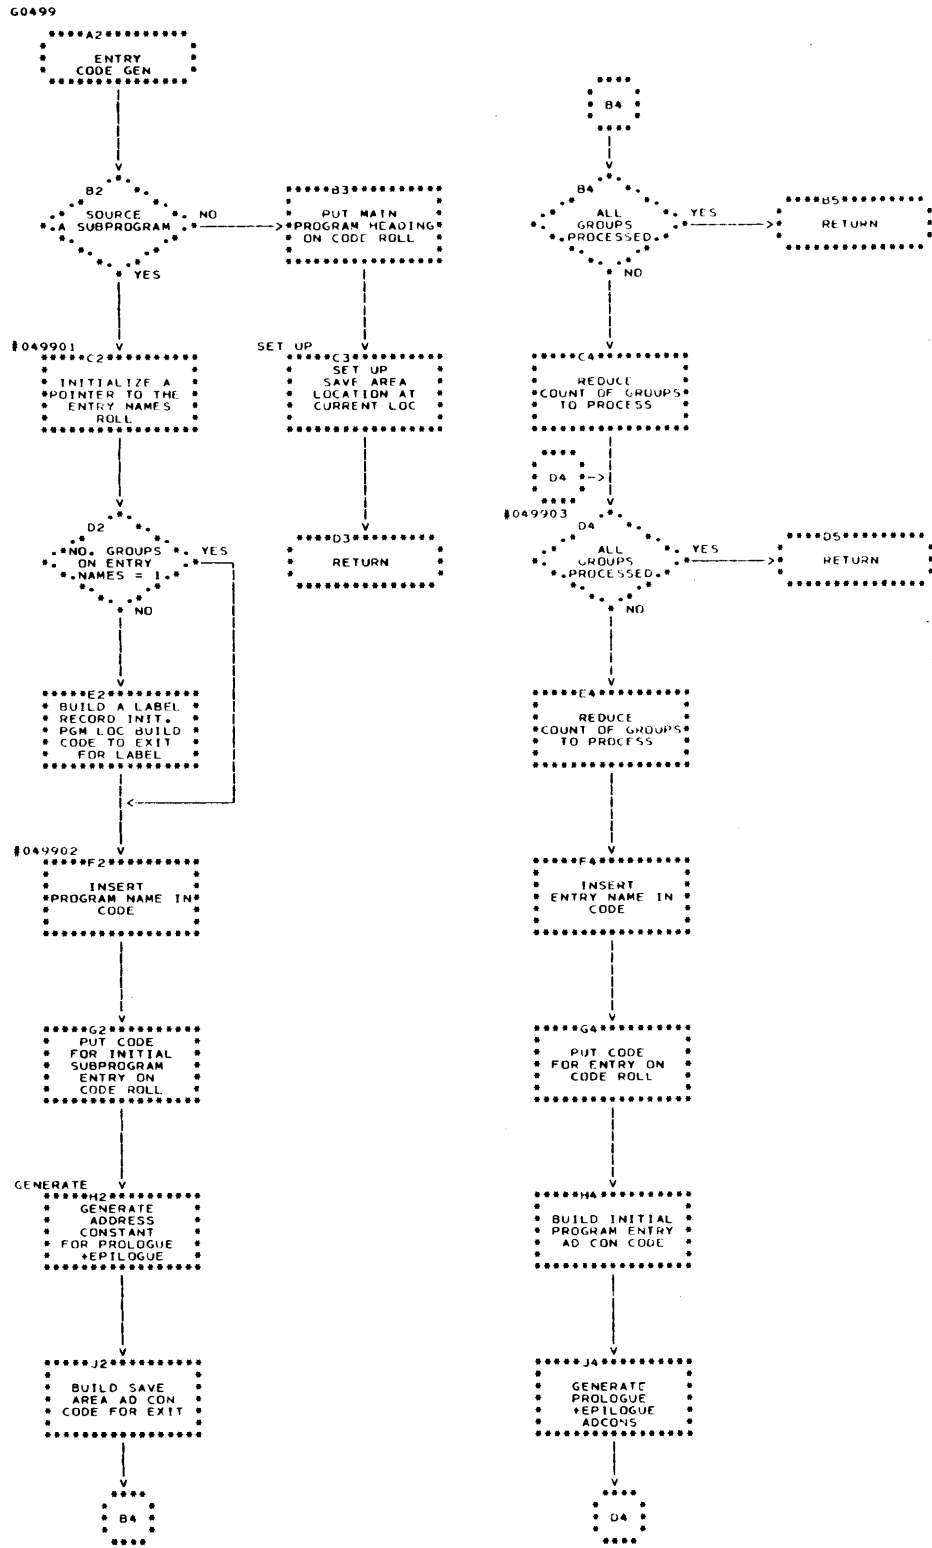 G0499
A2
ENTRY
CODE GEN
B2
SOURCE
A SUBPROGRAM
NO
YES
B3
PUT MAIN
PROGRAM HEADING
ON CODE ROLL
#049901
C2
INITIALIZE A
POINTER TO THE
ENTRY NAMES
ROLL
SET UP
C3
SET UP
SAVE AREA
LOCATION AT
CURRENT LOC
D2
NO. GROUPS
ON ENTRY
NAMES = 1
YES
NO
D3
RETURN
E2
BUILD A LABEL
RECORD INIT.
PGM LOC BUILD
CODE TO EXIT
FOR LABEL
#049902
F2
INSERT
PROGRAM NAME IN
CODE
G2
PUT CODE
FOR INITIAL
SUBPROGRAM
ENTRY ON
CODE ROLL
GENERATE
H2
GENERATE
ADDRESS
CONSTANT
FOR PROLOGUE
+EPILOGUE
J2
BUILD SAVE
AREA AD CON
CODE FOR EXIT
B4
B4
B4
ALL
GROUPS
PROCESSED
YES
NO
B5
RETURN
C4
REDUCE
COUNT OF GROUPS
TO PROCESS
D4
#049903
D4
ALL
GROUPS
PROCESSED
YES
NO
D5
RETURN
E4
REDUCE
COUNT OF GROUPS
TO PROCESS
F4
INSERT
ENTRY NAME IN
CODE
G4
PUT CODE
FOR ENTRY ON
CODE ROLL
H4
BUILD INITIAL
PROGRAM ENTRY
AD CON CODE
J4
GENERATE
PROLOGUE
+EPILOGUE
ADCONS
D4